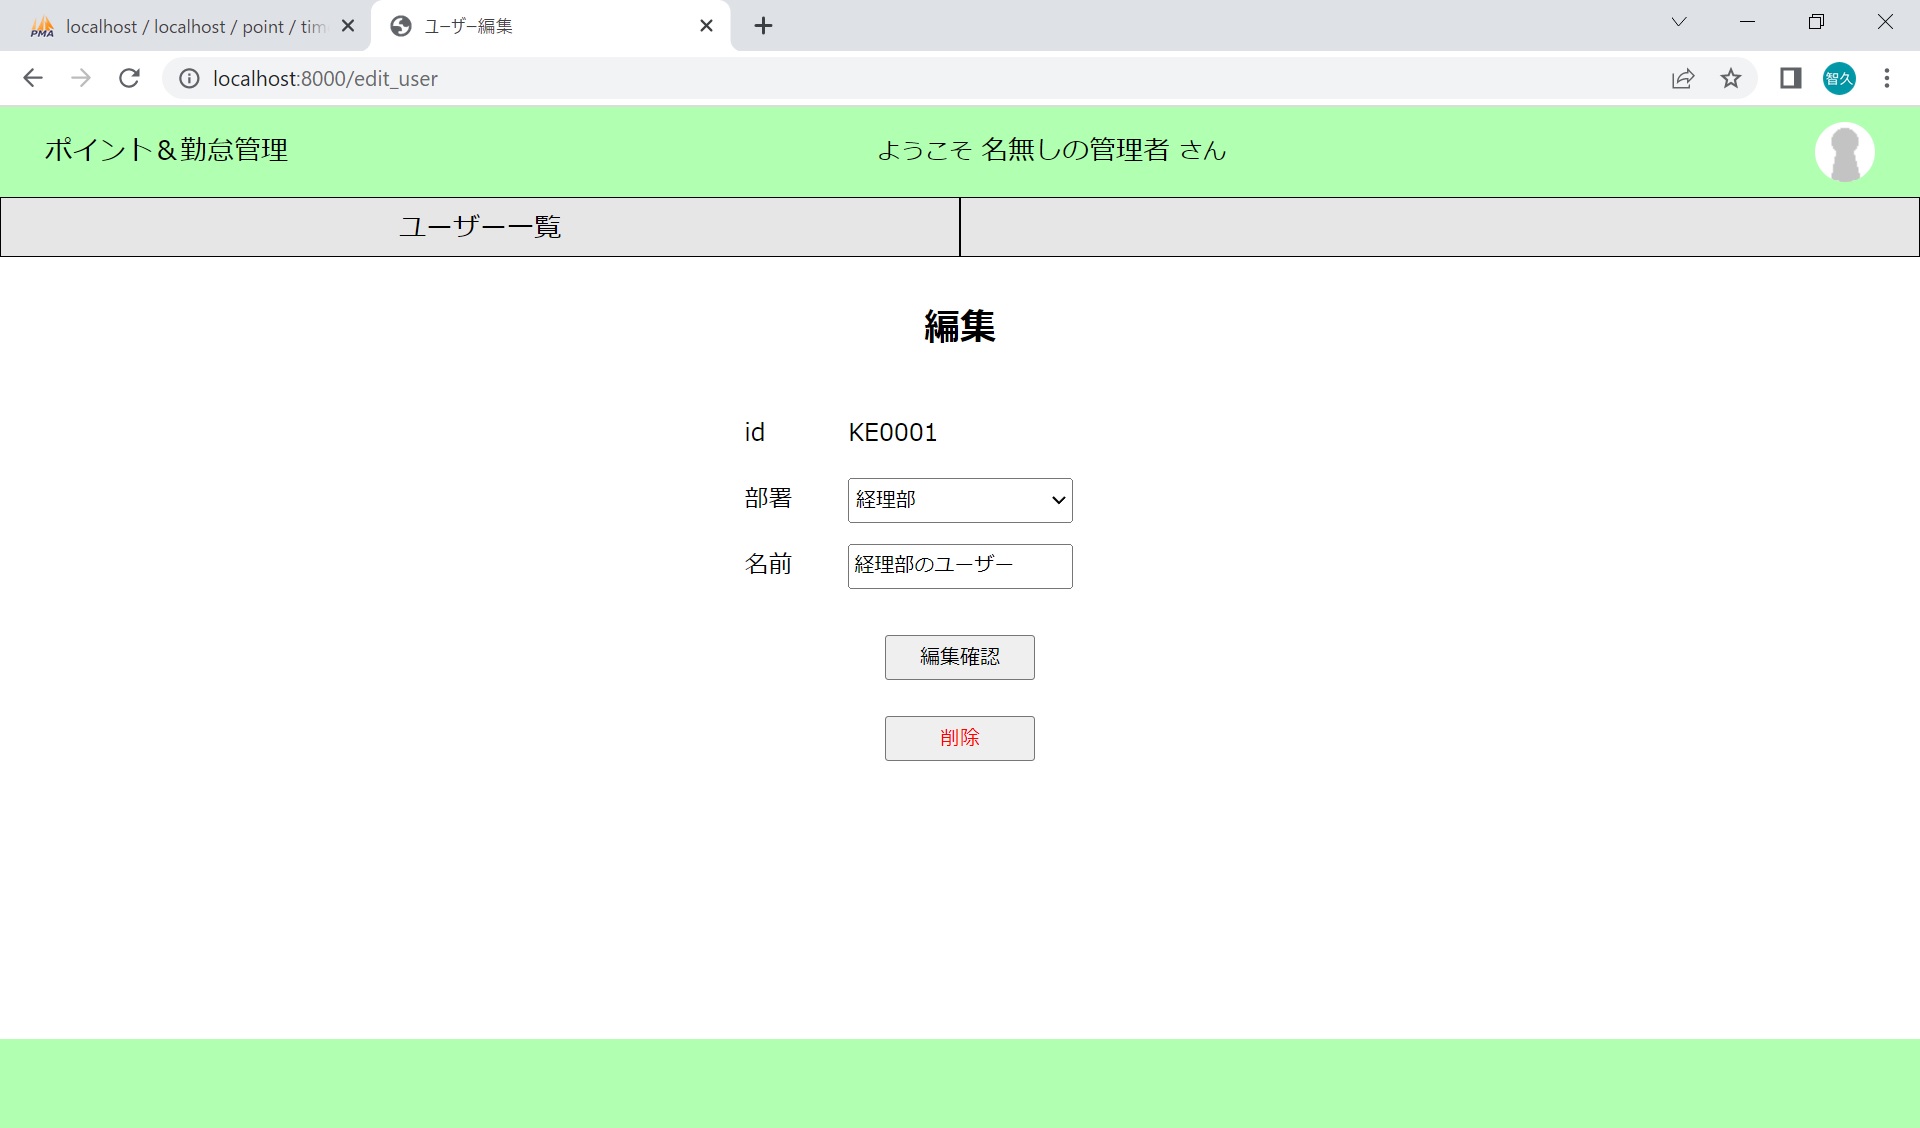 PMA localhost / localhost / point / tim
ユーザー編集
localhost:8000/edit_user
智久
ポイント＆勤怠管理
ようこそ 名無しの管理者 さん
ユーザー一覧
編集
id KE0001
部署 経理部
名前 経理部のユーザー
編集確認
削除